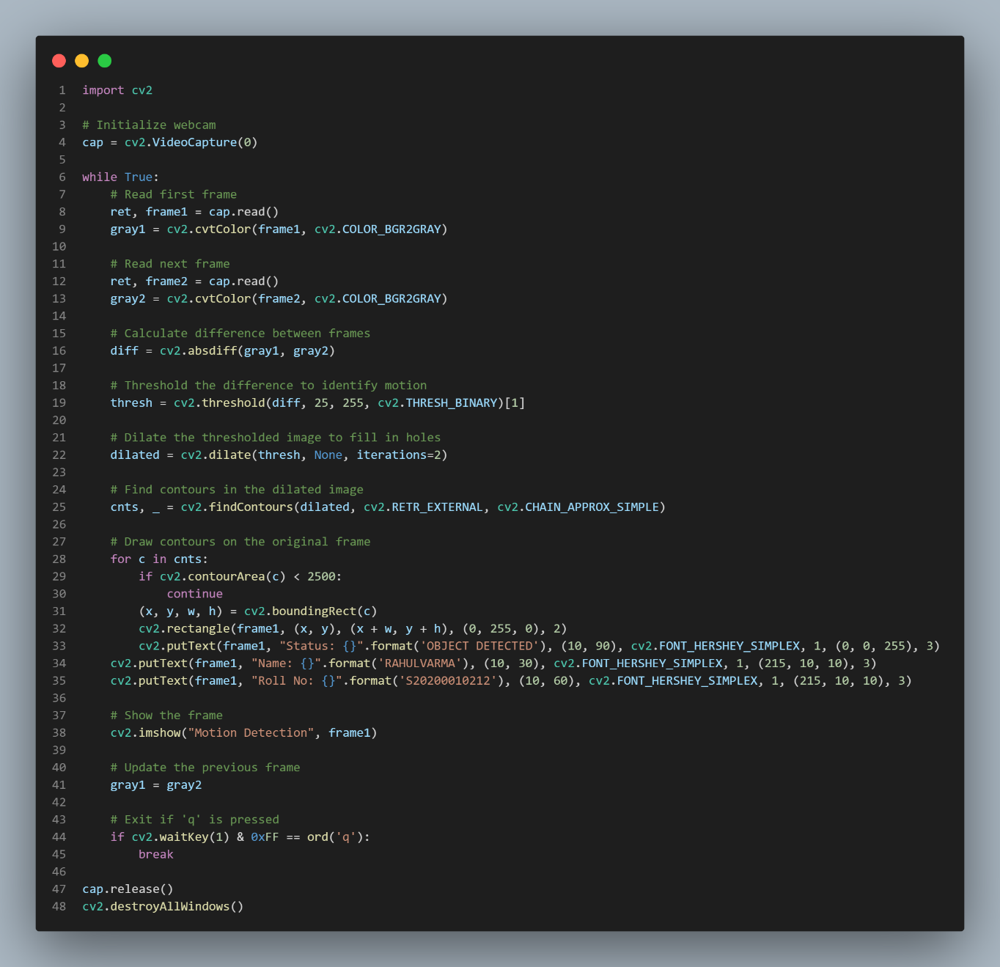 1 import cv2
2
3 # Initialize webcam
4 cap = cv2.VideoCapture(0)
5
6 while True:
7     # Read first frame
8     ret, frame1 = cap.read()
9     gray1 = cv2.cvtColor(frame1, cv2.COLOR_BGR2GRAY)
10
11     # Read next frame
12     ret, frame2 = cap.read()
13     gray2 = cv2.cvtColor(frame2, cv2.COLOR_BGR2GRAY)
14
15     # Calculate difference between frames
16     diff = cv2.absdiff(gray1, gray2)
17
18     # Threshold the difference to identify motion
19     thresh = cv2.threshold(diff, 25, 255, cv2.THRESH_BINARY)[1]
20
21     # Dilate the thresholded image to fill in holes
22     dilated = cv2.dilate(thresh, None, iterations=2)
23
24     # Find contours in the dilated image
25     cnts, _ = cv2.findContours(dilated, cv2.RETR_EXTERNAL, cv2.CHAIN_APPROX_SIMPLE)
26
27     # Draw contours on the original frame
28     for c in cnts:
29         if cv2.contourArea(c) < 2500:
30             continue
31         (x, y, w, h) = cv2.boundingRect(c)
32         cv2.rectangle(frame1, (x, y), (x + w, y + h), (0, 255, 0), 2)
33         cv2.putText(frame1, "Status: {}".format('OBJECT DETECTED'), (10, 90), cv2.FONT_HERSHEY_SIMPLEX, 1, (0, 0, 255), 3)
34     cv2.putText(frame1, "Name: {}".format('RAHULVARMA'), (10, 30), cv2.FONT_HERSHEY_SIMPLEX, 1, (215, 10, 10), 3)
35     cv2.putText(frame1, "Roll No: {}".format('S20200010212'), (10, 60), cv2.FONT_HERSHEY_SIMPLEX, 1, (215, 10, 10), 3)
36
37     # Show the frame
38     cv2.imshow("Motion Detection", frame1)
39
40     # Update the previous frame
41     gray1 = gray2
42
43     # Exit if 'q' is pressed
44     if cv2.waitKey(1) & 0xFF == ord('q'):
45         break
46
47 cap.release()
48 cv2.destroyAllWindows()